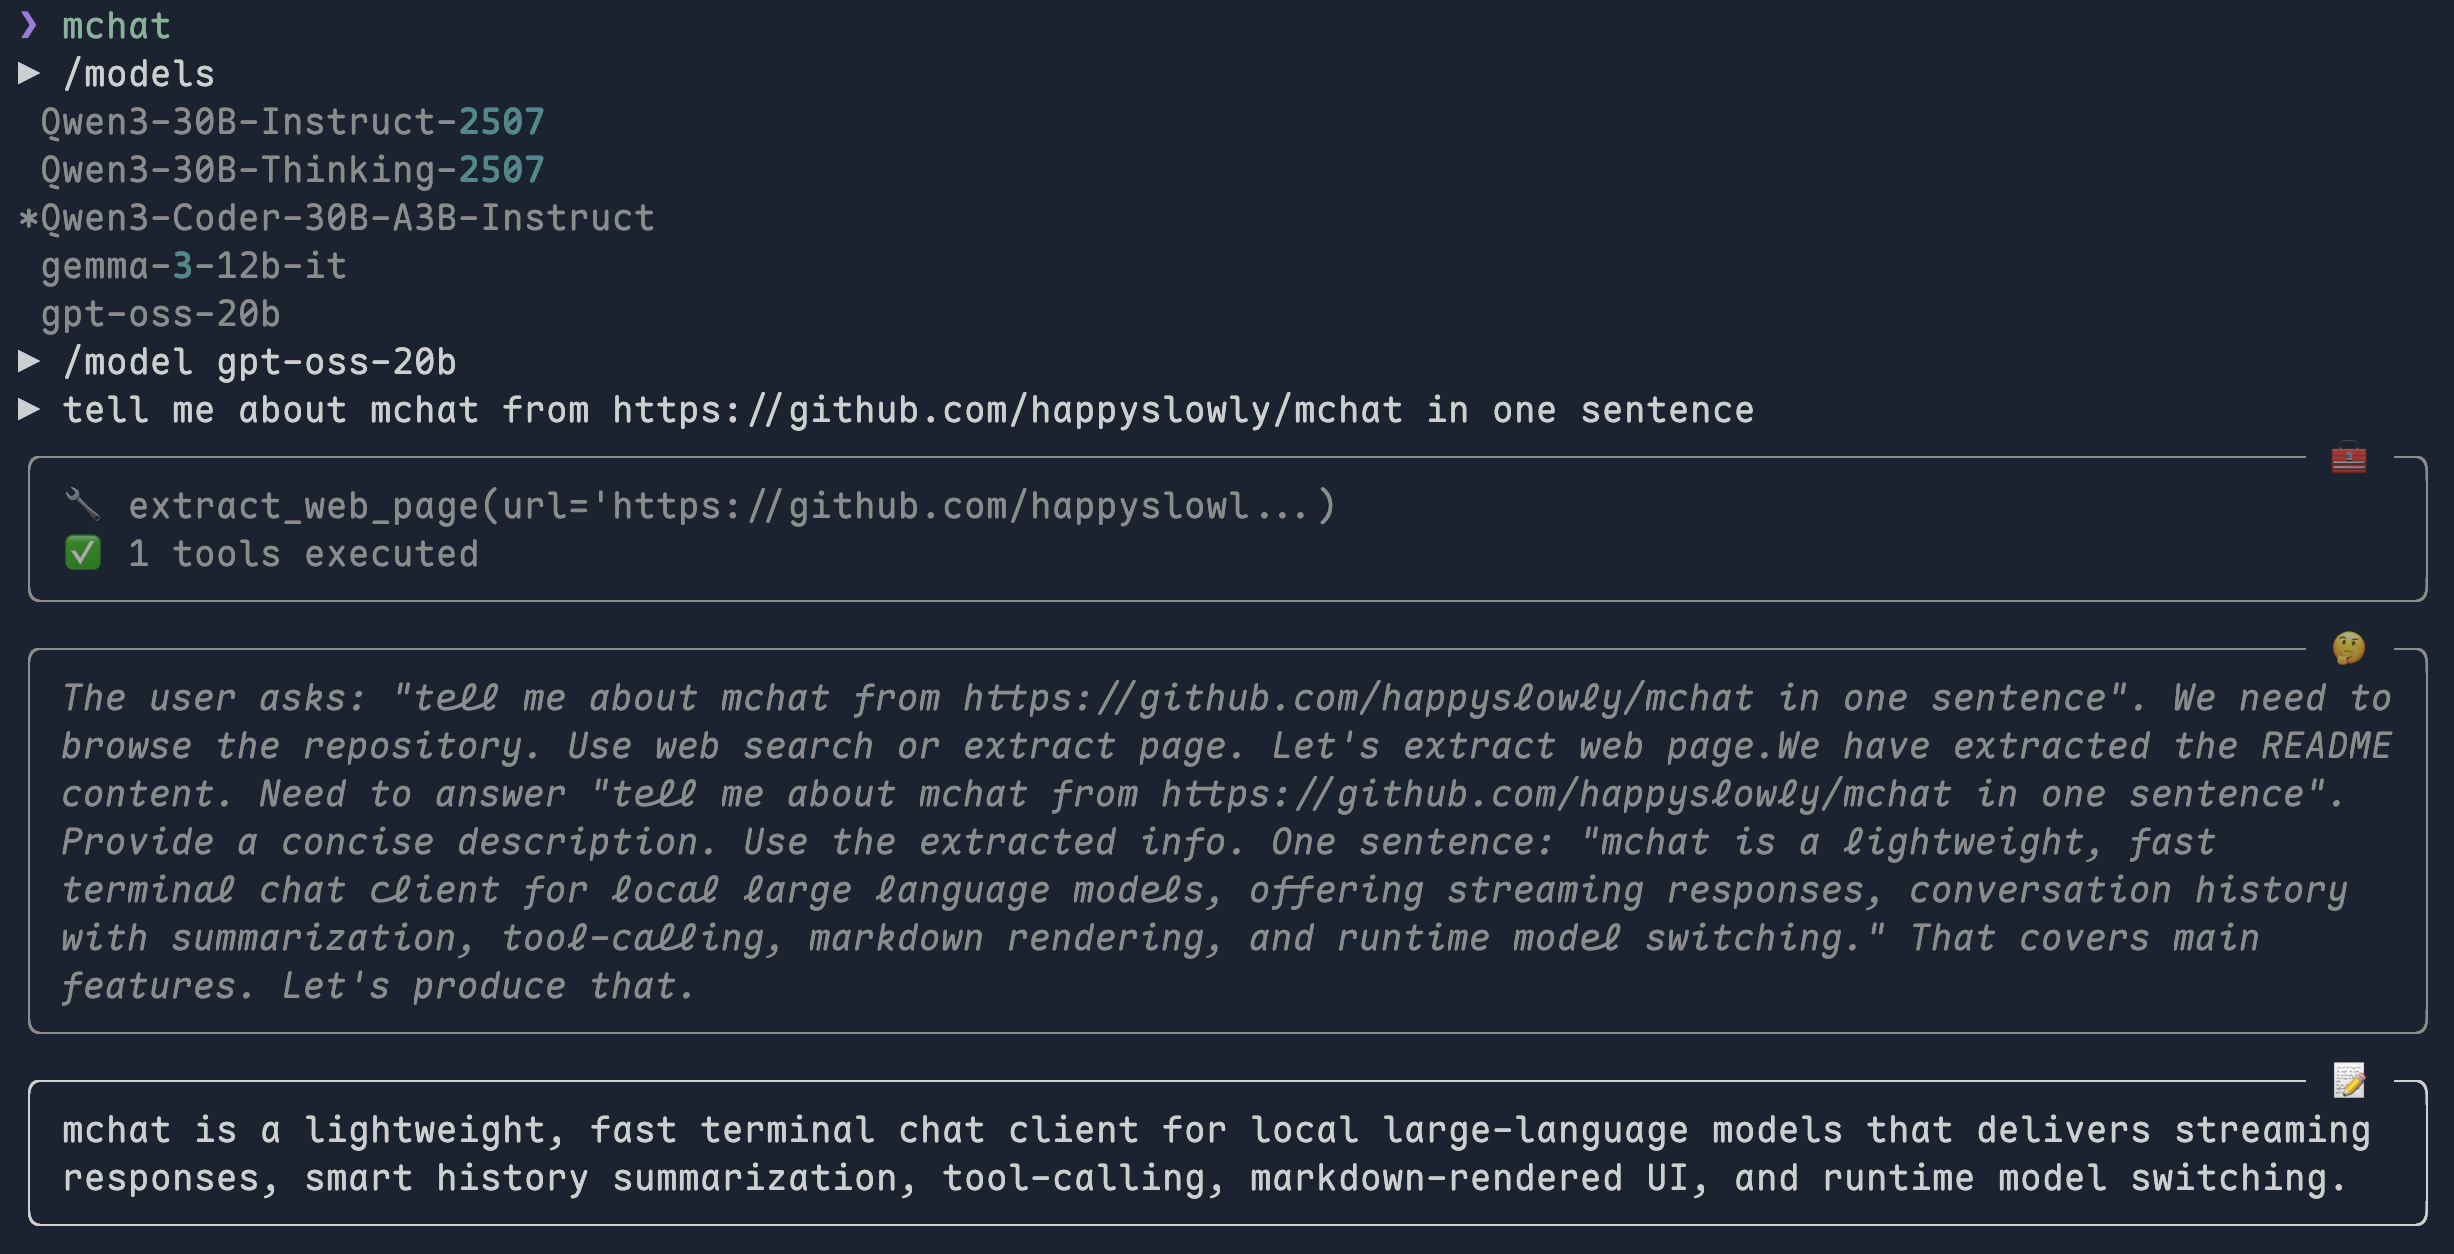 ❯ mchat
▶ /models
Qwen3-30B-Instruct-2507
Qwen3-30B-Thinking-2507
*Qwen3-Coder-30B-A3B-Instruct
gemma-3-12b-it
gpt-oss-20b
▶ /model gpt-oss-20b
▶ tell me about mchat from https://github.com/happyslowly/mchat in one sentence
🔧 extract_web_page(url='https://github.com/happyslowl...)
✅ 1 tools executed
The user asks: "tell me about mchat from https://github.com/happyslowly/mchat in one sentence". We need to
browse the repository. Use web search or extract page. Let's extract web page.We have extracted the README
content. Need to answer "tell me about mchat from https://github.com/happyslowly/mchat in one sentence".
Provide a concise description. Use the extracted info. One sentence: "mchat is a lightweight, fast
terminal chat client for local large language models, offering streaming responses, conversation history
with summarization, tool-calling, markdown rendering, and runtime model switching." That covers main
features. Let's produce that.
mchat is a lightweight, fast terminal chat client for local large-language models that delivers streaming
responses, smart history summarization, tool-calling, markdown-rendered UI, and runtime model switching.